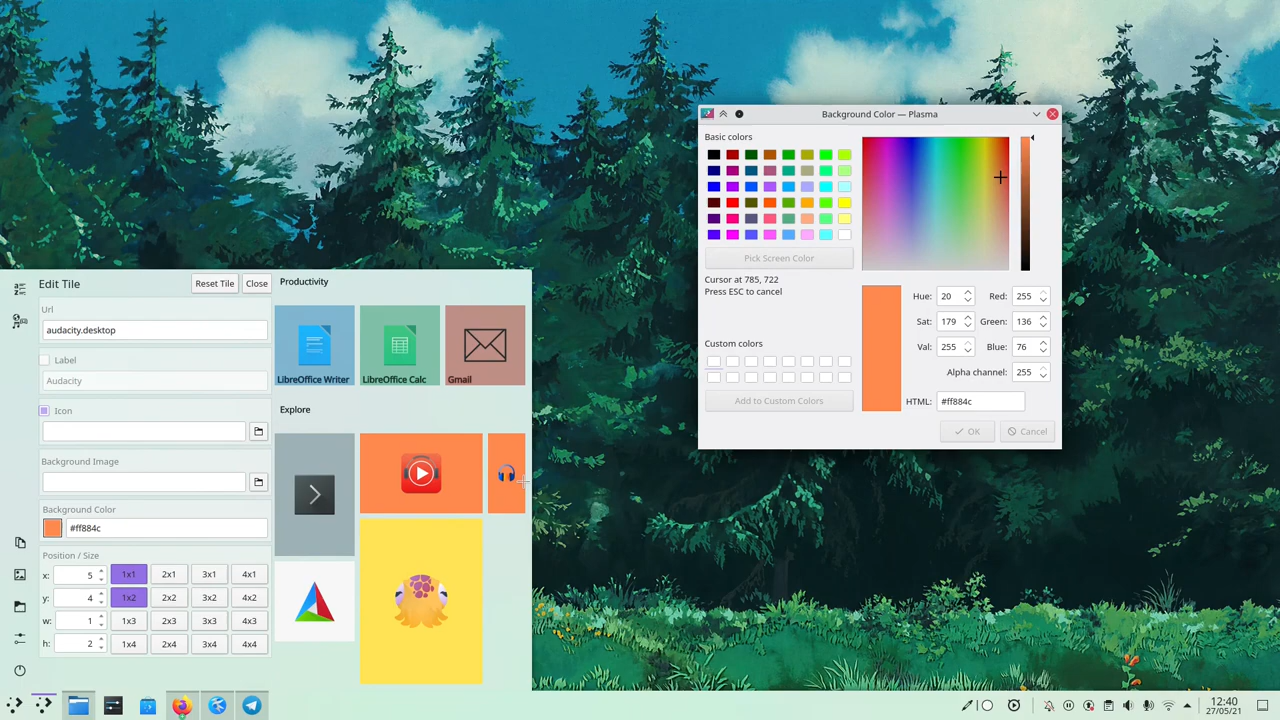 Background Color — Plasma
Basic colors
Pick Screen Color
Cursor at 785, 722
Press ESC to cancel
Custom colors
Add to Custom Colors
Hue: 20
Red: 255
Sat: 179
Green: 136
Val: 255
Blue: 76
Alpha channel: 255
HTML: #ff884c
OK
Cancel
Edit Tile
Reset Tile
Close
Url
audacity.desktop
Label
Audacity
Icon
Background Image
Background Color
#ff884c
Position / Size
x: 5 1x1 2x1 3x1 4x1
y: 4 1x2 2x2 3x2 4x2
w: 1 1x3 2x3 3x3 4x3
h: 2 1x4 2x4 3x4 4x4
Productivity
LibreOffice Writer
LibreOffice Calc
Gmail
Explore
12:40
27/05/21